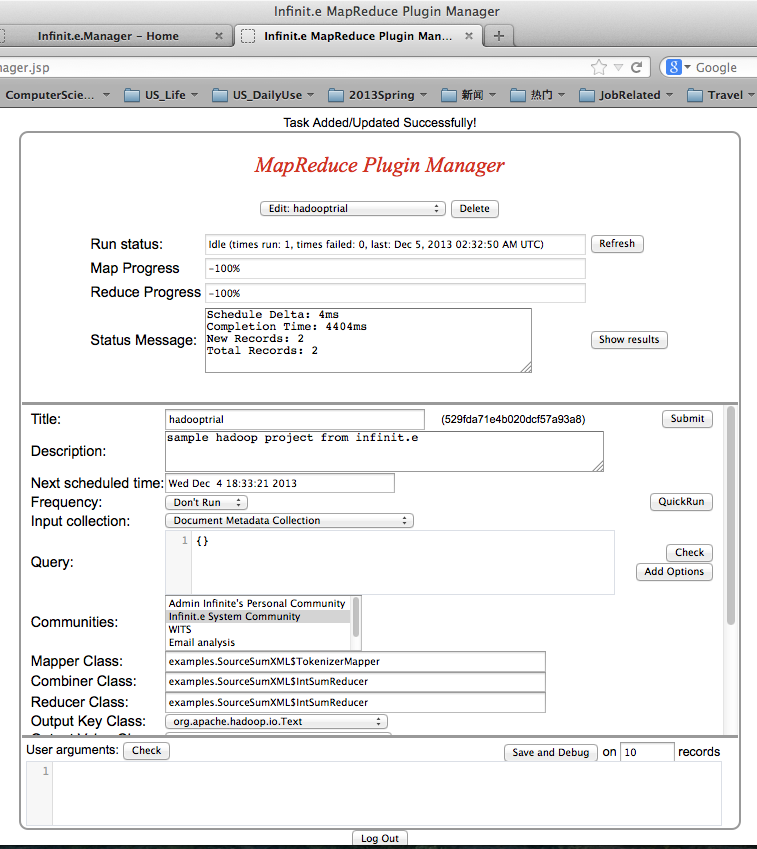 Infinit.e MapReduce Plugin Manager
Infinit.e.Manager – Home
Infinit.e MapReduce Plugin Man...
nager.jsp
Google
ComputerScie... US_Life US_DailyUse 2013Spring 新闻 热门 JobRelated Travel
Task Added/Updated Successfully!
MapReduce Plugin Manager
Edit: hadooptrial Delete
Run status: Idle (times run: 1, times failed: 0, last: Dec 5, 2013 02:32:50 AM UTC) Refresh
Map Progress -100%
Reduce Progress -100%
Schedule Delta: 4ms
Completion Time: 4404ms
New Records: 2
Total Records: 2
Status Message: Show results
Title: hadooptrial (529fda71e4b020dcf57a93a8) Submit
Description: sample hadoop project from infinit.e
Next scheduled time: Wed Dec 4 18:33:21 2013
Frequency: Don't Run QuickRun
Input collection: Document Metadata Collection
Query: 1 {} Check
Add Options
Communities: Admin Infinite's Personal Community
Infinit.e System Community
WITS
Email analysis
Mapper Class: examples.SourceSumXML$TokenizerMapper
Combiner Class: examples.SourceSumXML$IntSumReducer
Reducer Class: examples.SourceSumXML$IntSumReducer
Output Key Class: org.apache.hadoop.io.Text
User arguments: Check Save and Debug on 10 records
1
Log Out